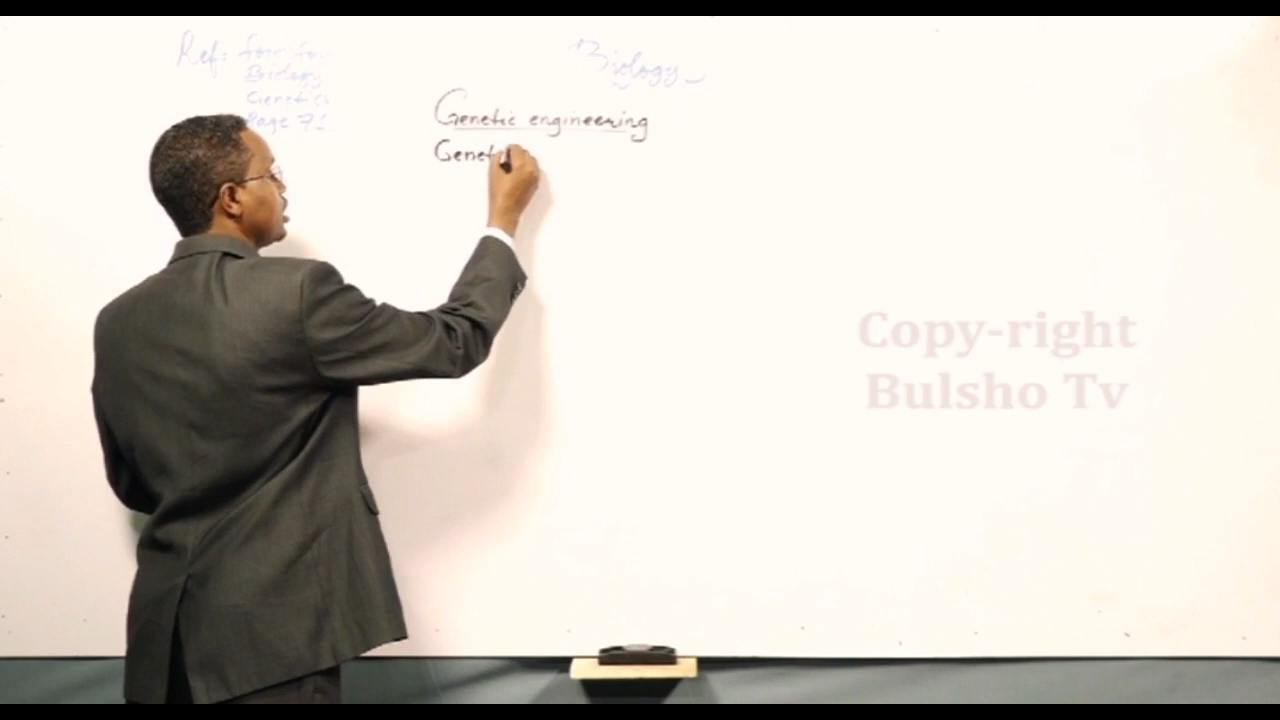 Ref: form four
Biology
Genetics
Page 71
Biology
Genetic engineering
Genet
Copy-right
Bulsho Tv